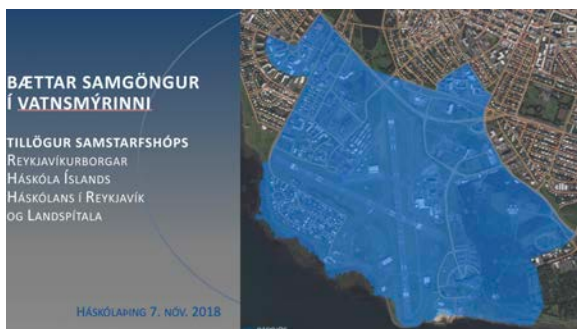 BÆTTAR SAMGÖNGUR
Í VATNSMÝRINNI
TILLÖGUR SAMSTARFSHÓPS
REYKJAVÍKURBORGAR
HÁSKÓLA ÍSLANDS
HÁSKÓLANS Í REYKJAVÍK
OG LANDSPÍTALA
HÁSKÓLAÞING 7. NÓV. 2018